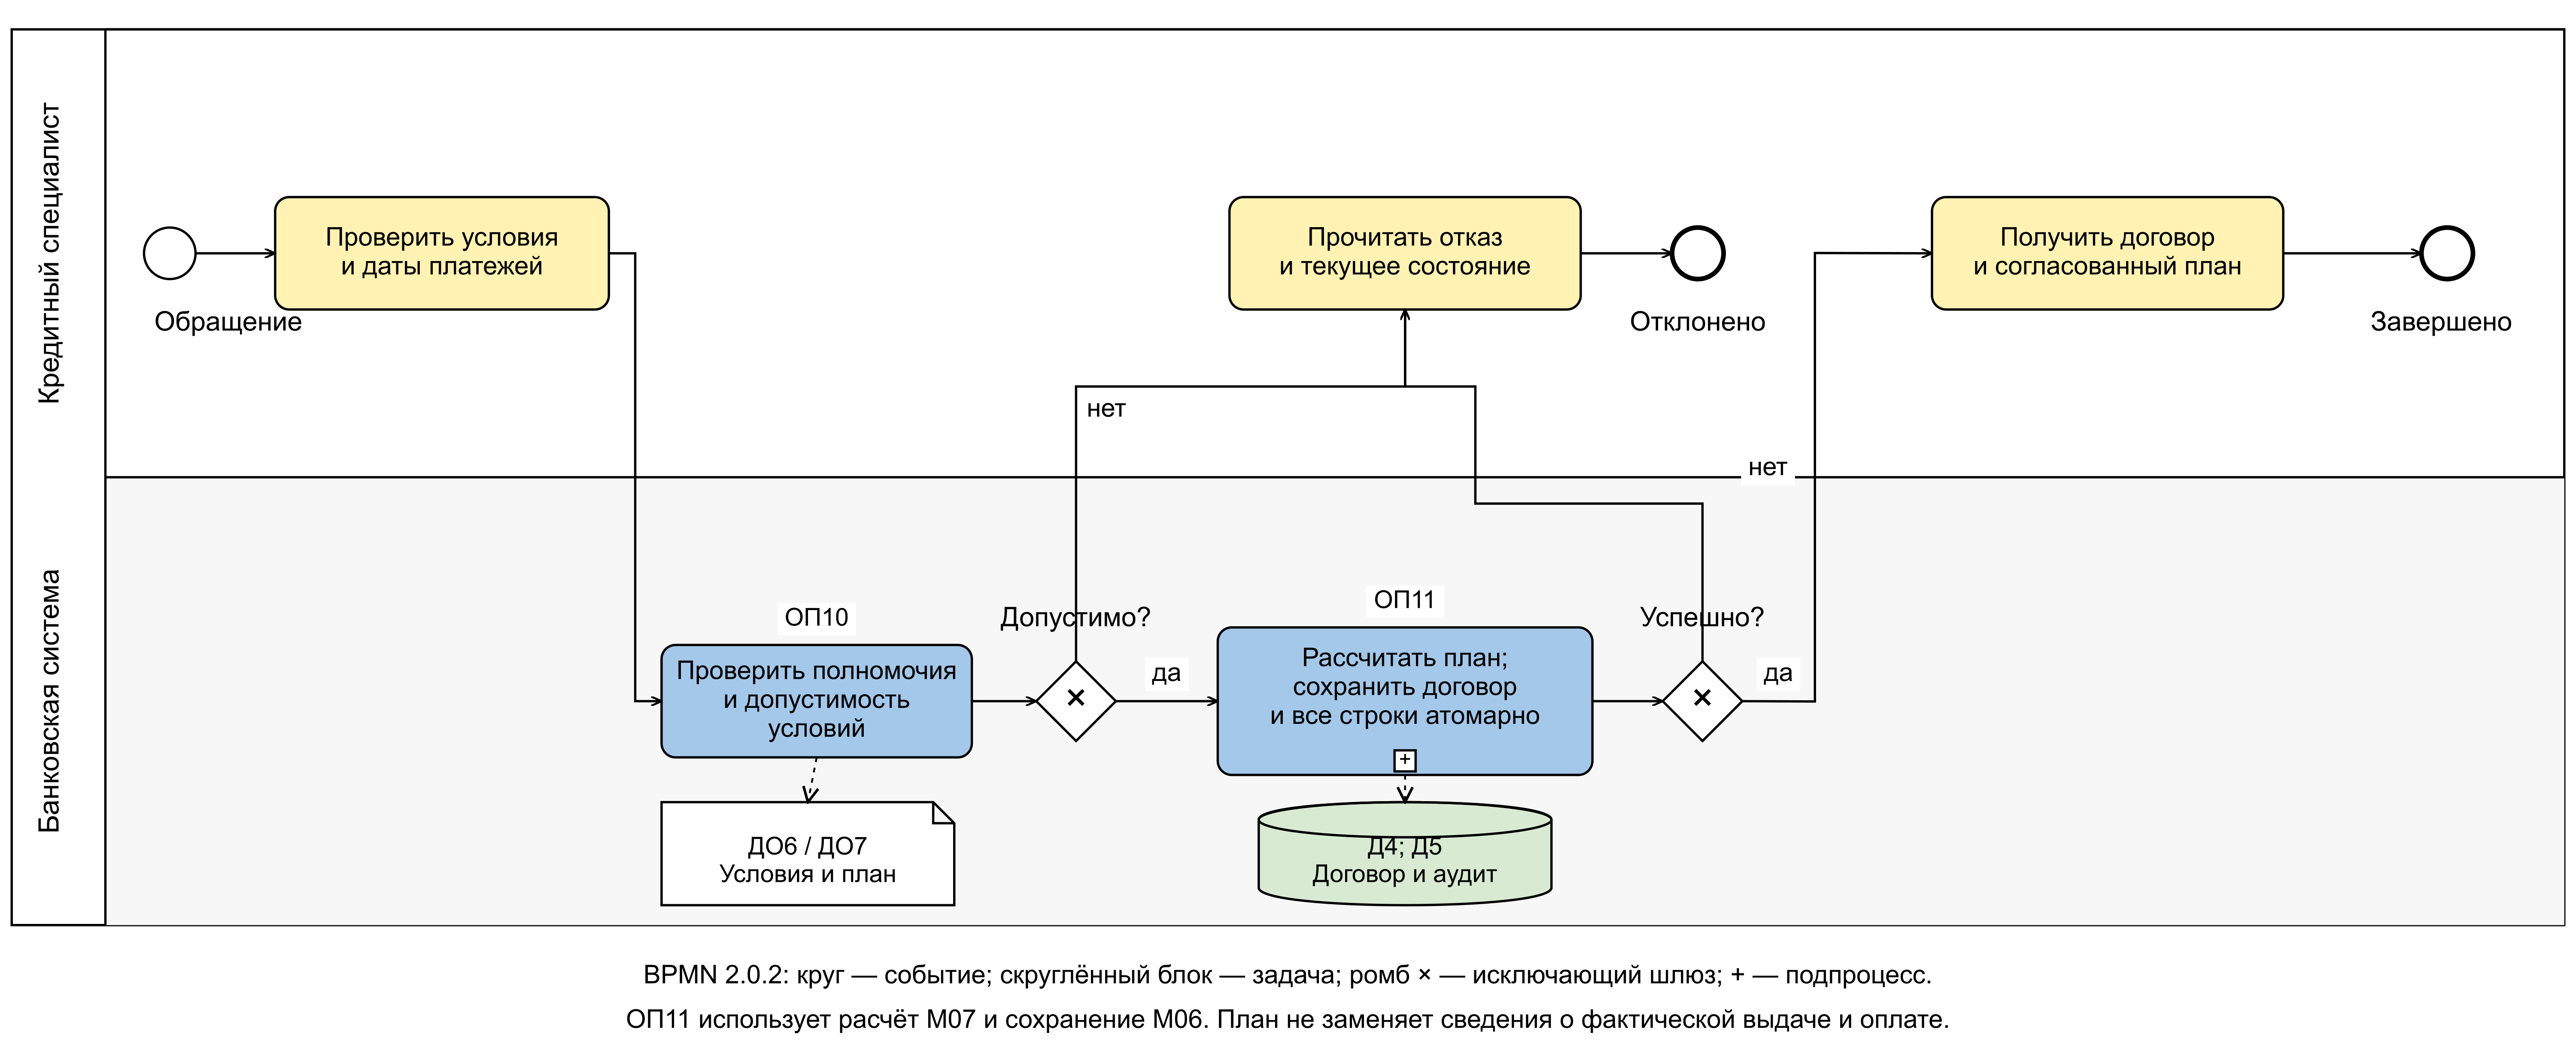 Кредитный специалист
Обращение
Проверить условия
и даты платежей
Прочитать отказ
и текущее состояние
Отклонено
Получить договор
и согласованный план
Завершено
нет
нет
Банковская система
ОП10
Проверить полномочия
и допустимость
условий
Допустимо?
да
ОП11
Рассчитать план;
сохранить договор
и все строки атомарно
+
Успешно?
да
ДО6 / ДО7
Условия и план
Д4; Д5
Договор и аудит
BPMN 2.0.2: круг — событие; скруглённый блок — задача; ромб × — исключающий шлюз; + — подпроцесс.
ОП11 использует расчёт М07 и сохранение М06. План не заменяет сведения о фактической выдаче и оплате.